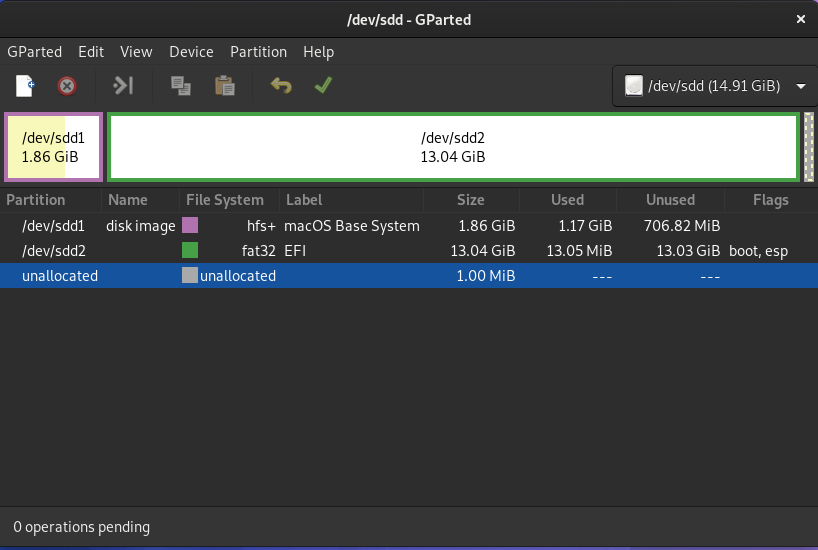 /dev/sdd - GParted
GParted Edit View Device Partition Help
/dev/sdd (14.91 GiB)
/dev/sdd1
1.86 GiB
/dev/sdd2
13.04 GiB
Partition Name File System Label Size Used Unused Flags
/dev/sdd1 disk image hfs+ macOS Base System 1.86 GiB 1.17 GiB 706.82 MiB
/dev/sdd2 fat32 EFI 13.04 GiB 13.05 MiB 13.03 GiB boot, esp
unallocated unallocated 1.00 MiB --- ---
0 operations pending